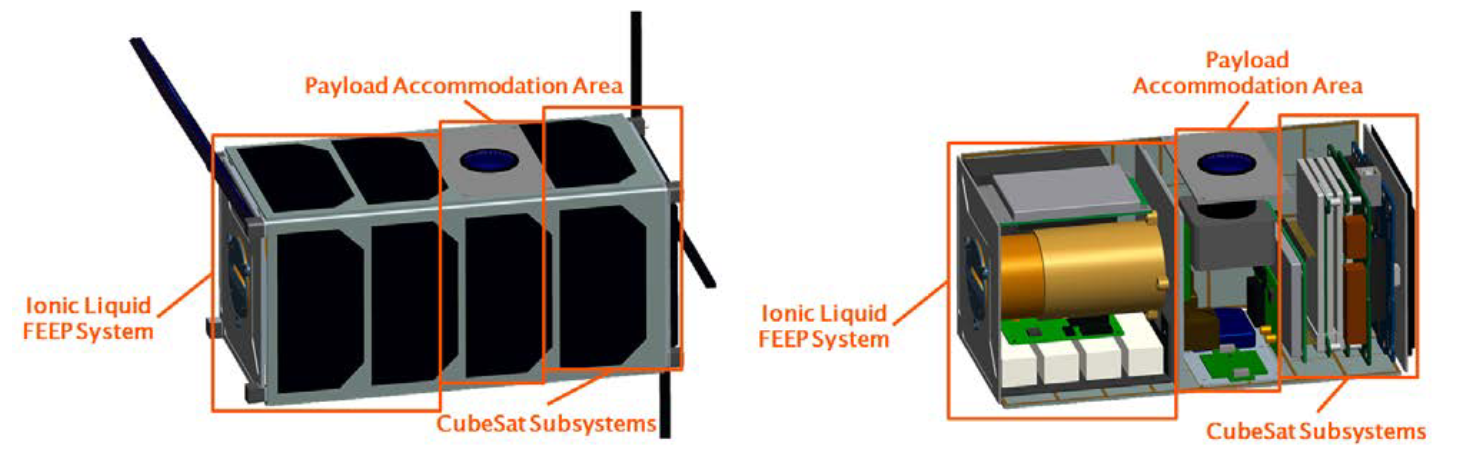 Payload Accommodation Area
Ionic Liquid
FEEP System
CubeSat Subsystems
Payload
Accommodation Area
Ionic Liquid
FEEP System
CubeSat Subsystems